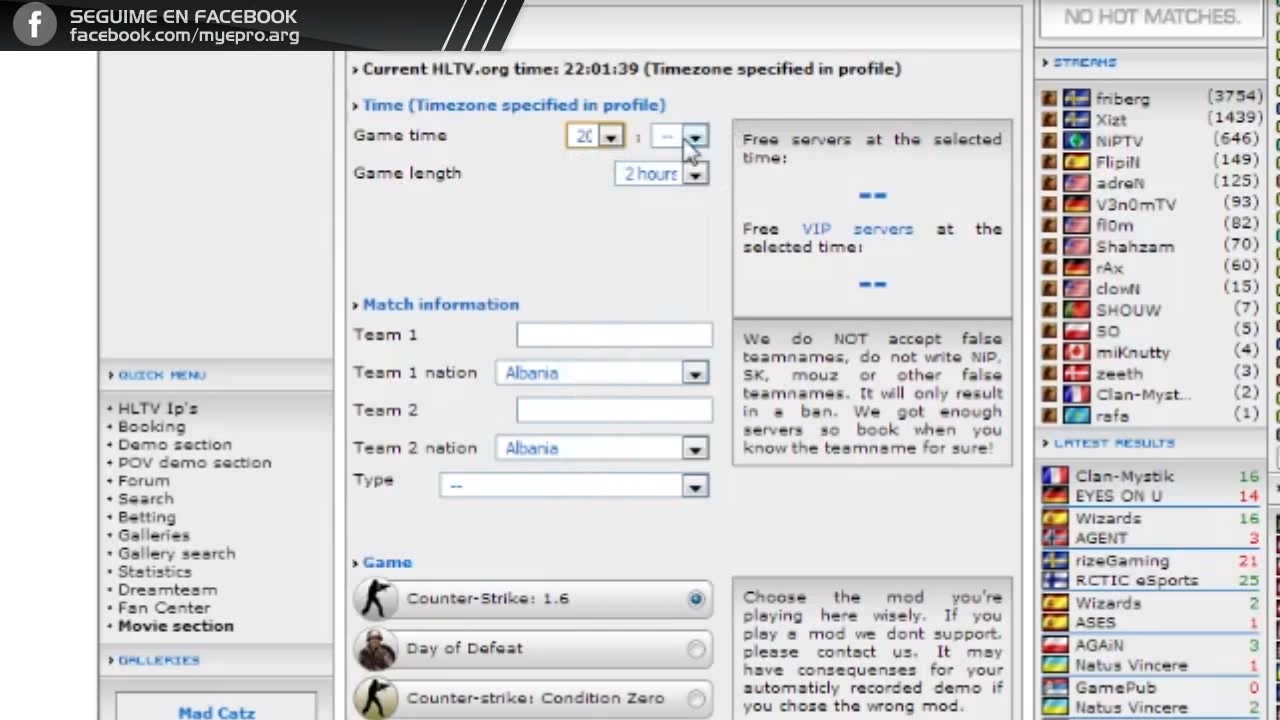 SEGUIME EN FACEBOOK
facebook.com/myepro.arg
Current HLTV.org time: 22:01:39 (Timezone specified in profile)
Time (Timezone specified in profile)
Game time 20 : --
Game length 2 hours
Free servers at the selected time:
--
Free VIP servers at the selected time:
--
Match information
Team 1
Team 1 nation Albania
Team 2
Team 2 nation Albania
Type --
We do NOT accept false
teamnames, do not write NiP,
SK, mouz or other false
teamnames. It will only result
in a ban. We got enough
servers so book when you
know the teamname for sure!
Game
Counter-Strike: 1.6
Day of Defeat
Counter-strike: Condition Zero
Choose the mod you're
playing here wisely. If you
play a mod we dont support,
please contact us. It may
have consequences for your
automaticly recorded demo if
you chose the wrong mod.
QUICK MENU
HLTV Ip's
Booking
Demo section
POV demo section
Forum
Search
Betting
Galleries
Gallery search
Statistics
Dreamteam
Fan Center
Movie section
GALLERIES
Mad Catz
NO HOT MATCHES.
STREAMS
friberg (3754)
Xizt (1439)
NiPTV (646)
FlipiN (149)
adreN (125)
V3n0mTV (93)
fl0m (82)
Shahzam (70)
rAx (60)
clowN (15)
SHOUW (7)
SO (5)
miKnutty (4)
zeeth (3)
Clan-Myst... (2)
rafa (1)
LATEST RESULTS
Clan-Mystik 16
EYES ON U 14
Wizards 16
AGENT 3
rizeGaming 21
RCTIC eSports 25
Wizards 2
ASES 1
AGAiN 3
Natus Vincere 1
GamePub 0
Natus Vincere 2